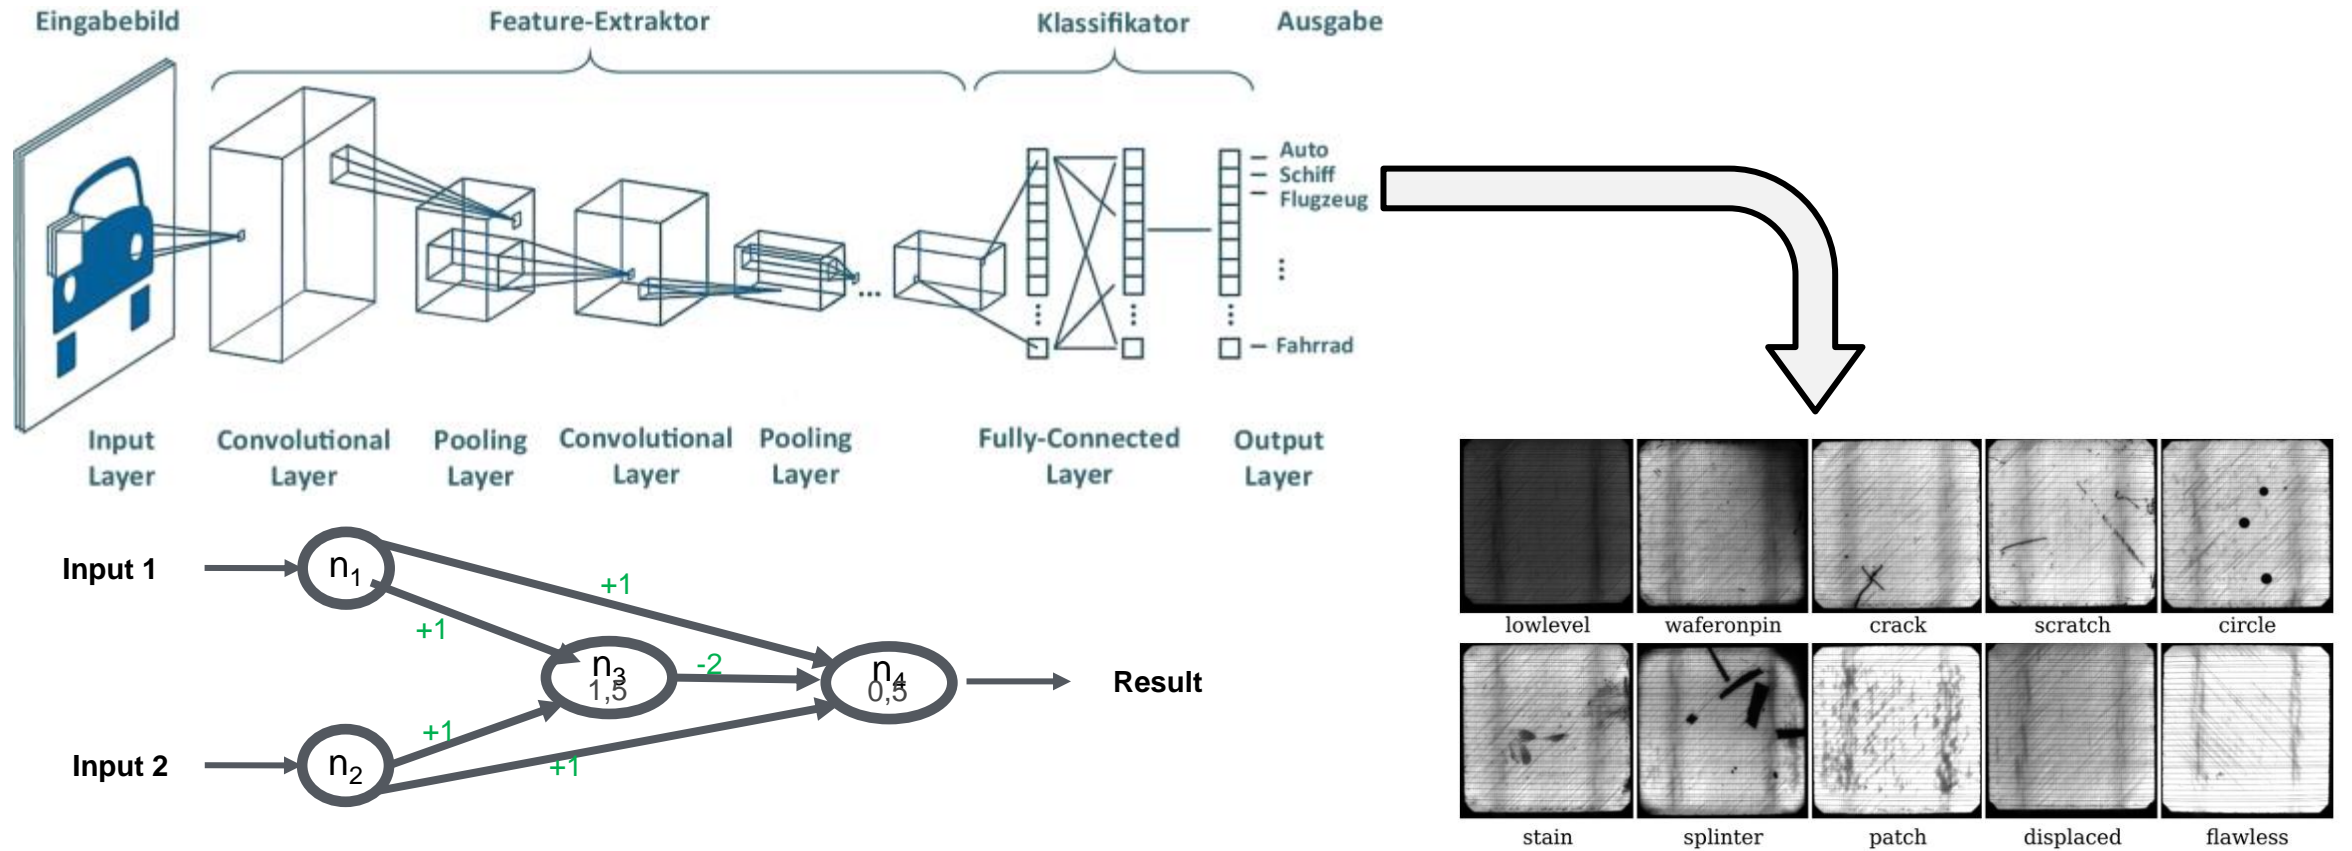 Eingabebild
Feature-Extraktor
Klassifikator
Ausgabe
Auto
Schiff
Flugzeug
Fahrrad
...
Input
Layer
Convolutional
Layer
Pooling
Layer
Convolutional
Layer
Pooling
Layer
Fully-Connected
Layer
Output
Layer
Input 1
n1
+1
+1
n3
1,5
-2
n4
0,5
Result
Input 2
n2
+1
+1
lowlevel
waferonpin
crack
scratch
circle
stain
splinter
patch
displaced
flawless